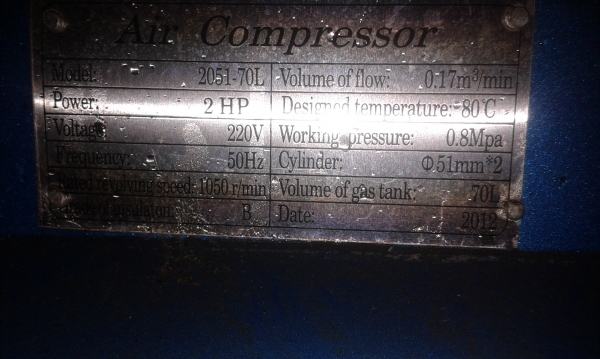 Air Compressor
Model: 2051-70L Volume of flow: 0.17m³/min
Power: 2 HP Designed temperature: 80℃
Voltage: 220V Working pressure: 0.8Mpa
Frequency: 50Hz Cylinder: Φ51mm*2
Rated revolving speed: 1050 r/min Volume of gas tank: 70L
B Date: 2012